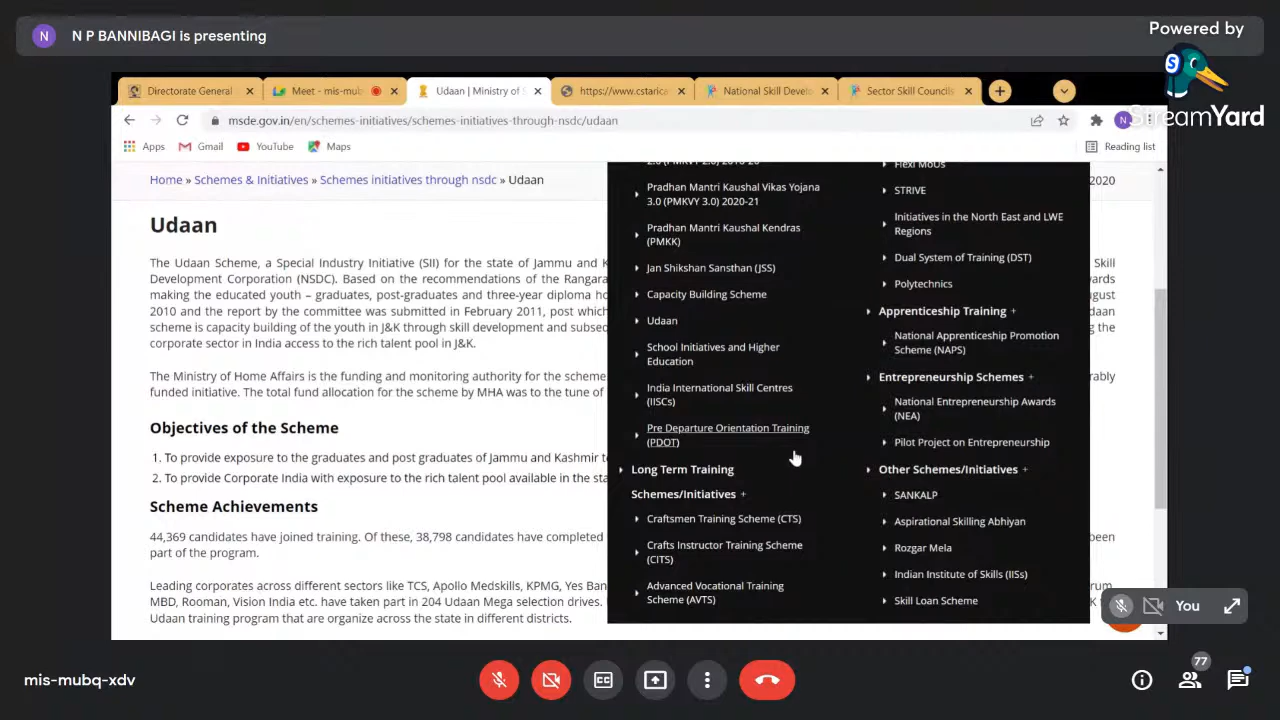 N P BANNIBAGI is presenting
Powered by
StreamYard
Directorate General
Meet - mis-mub
Udaan | Ministry of S
https://www.cstarica
National Skill Develo
Sector Skill Councils
msde.gov.in/en/schemes-initiatives/schemes-initiatives-through-nsdc/udaan
Apps
Gmail
YouTube
Maps
Reading list
Home » Schemes & Initiatives » Schemes initiatives through nsdc » Udaan
2020
Udaan
The Udaan Scheme, a Special Industry Initiative (SII) for the state of Jammu and K
Skill
Development Corporation (NSDC). Based on the recommendations of the Rangara
wards
making the educated youth – graduates, post-graduates and three-year diploma ho
ugust
2010 and the report by the committee was submitted in February 2011, post whic
daan
scheme is capacity building of the youth in J&K through skill development and subsec
the
corporate sector in India access to the rich talent pool in J&K.
The Ministry of Home Affairs is the funding and monitoring authority for the scheme
rably
funded initiative. The total fund allocation for the scheme by MHA was to the tune of
Objectives of the Scheme
1. To provide exposure to the graduates and post graduates of Jammu and Kashmir to
2. To provide Corporate India with exposure to the rich talent pool available in the sta
Scheme Achievements
44,369 candidates have joined training. Of these, 38,798 candidates have completed
been
part of the program.
Leading corporates across different sectors like TCS, Apollo Medskills, KPMG, Yes Ban
rum,
MBD, Rooman, Vision India etc. have taken part in 204 Udaan Mega selection drives.
Udaan training program that are organize across the state in different districts.
2.0 (PMKVY 2.0) 2016-20
Pradhan Mantri Kaushal Vikas Yojana
3.0 (PMKVY 3.0) 2020-21
Pradhan Mantri Kaushal Kendras
(PMKK)
Jan Shikshan Sansthan (JSS)
Capacity Building Scheme
Udaan
School Initiatives and Higher
Education
India International Skill Centres
(IISCs)
Pre Departure Orientation Training
(PDOT)
Long Term Training
Schemes/Initiatives +
Craftsmen Training Scheme (CTS)
Crafts Instructor Training Scheme
(CITS)
Advanced Vocational Training
Scheme (AVTS)
Flexi MoUs
STRIVE
Initiatives in the North East and LWE
Regions
Dual System of Training (DST)
Polytechnics
Apprenticeship Training +
National Apprenticeship Promotion
Scheme (NAPS)
Entrepreneurship Schemes +
National Entrepreneurship Awards
(NEA)
Pilot Project on Entrepreneurship
Other Schemes/Initiatives +
SANKALP
Aspirational Skilling Abhiyan
Rozgar Mela
Indian Institute of Skills (IISs)
Skill Loan Scheme
You
mis-mubq-xdv
77